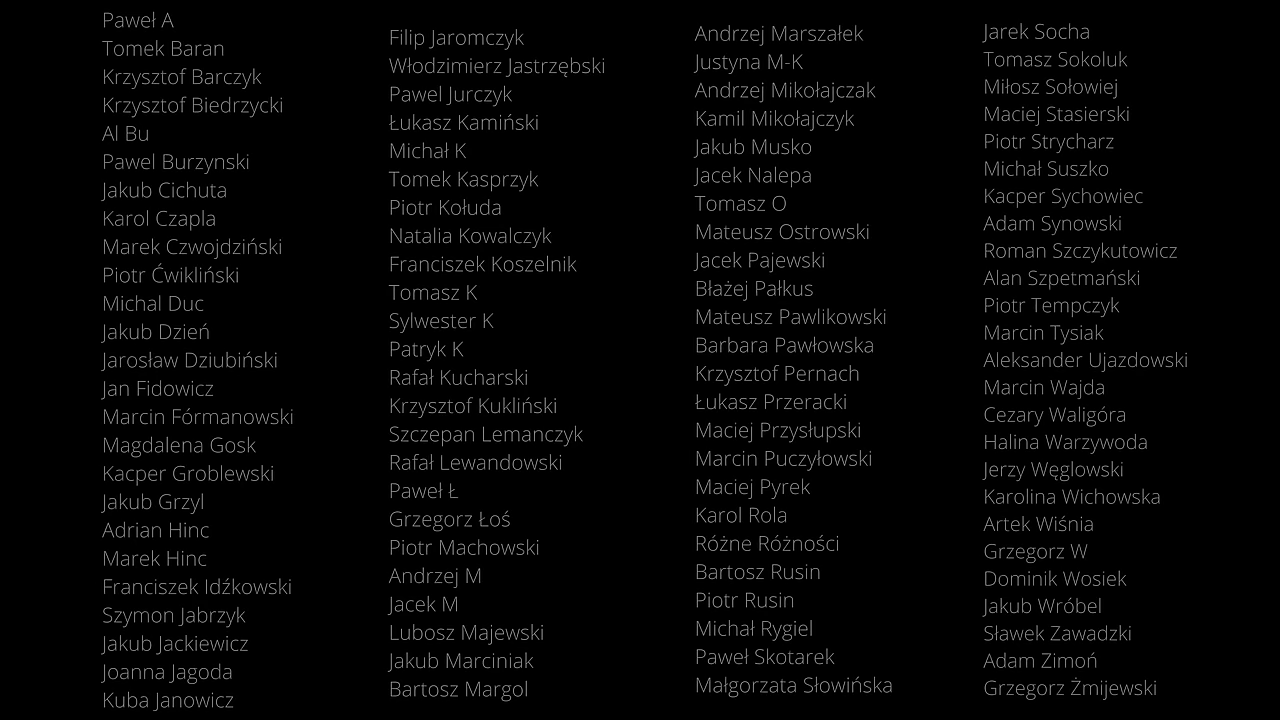 Paweł A
Tomek Baran
Krzysztof Barczyk
Krzysztof Biedrzycki
Al Bu
Pawel Burzynski
Jakub Cichuta
Karol Czapla
Marek Czwojdziński
Piotr Ćwikliński
Michal Duc
Jakub Dzień
Jarosław Dziubiński
Jan Fidowicz
Marcin Fórmanowski
Magdalena Gosk
Kacper Groblewski
Jakub Grzyl
Adrian Hinc
Marek Hinc
Franciszek Idźkowski
Szymon Jabrzyk
Jakub Jackiewicz
Joanna Jagoda
Kuba Janowicz
Filip Jaromczyk
Włodzimierz Jastrzębski
Pawel Jurczyk
Łukasz Kamiński
Michał K
Tomek Kasprzyk
Piotr Kołuda
Natalia Kowalczyk
Franciszek Koszelnik
Tomasz K
Sylwester K
Patryk K
Rafał Kucharski
Krzysztof Kukliński
Szczepan Lemanczyk
Rafał Lewandowski
Paweł Ł
Grzegorz Łoś
Piotr Machowski
Andrzej M
Jacek M
Lubosz Majewski
Jakub Marciniak
Bartosz Margol
Andrzej Marszałek
Justyna M-K
Andrzej Mikołajczak
Kamil Mikołajczyk
Jakub Musko
Jacek Nalepa
Tomasz O
Mateusz Ostrowski
Jacek Pajewski
Błażej Pałkus
Mateusz Pawlikowski
Barbara Pawłowska
Krzysztof Pernach
Łukasz Przeracki
Maciej Przysłupski
Marcin Puczyłowski
Maciej Pyrek
Karol Rola
Różne Różności
Bartosz Rusin
Piotr Rusin
Michał Rygiel
Paweł Skotarek
Małgorzata Słowińska
Jarek Socha
Tomasz Sokoluk
Miłosz Sołowiej
Maciej Stasierski
Piotr Strycharz
Michał Suszko
Kacper Sychowiec
Adam Synowski
Roman Szczykutowicz
Alan Szpetmański
Piotr Tempczyk
Marcin Tysiak
Aleksander Ujazdowski
Marcin Wajda
Cezary Waligóra
Halina Warzywoda
Jerzy Węglowski
Karolina Wichowska
Artek Wiśnia
Grzegorz W
Dominik Wosiek
Jakub Wróbel
Sławek Zawadzki
Adam Zimoń
Grzegorz Żmijewski